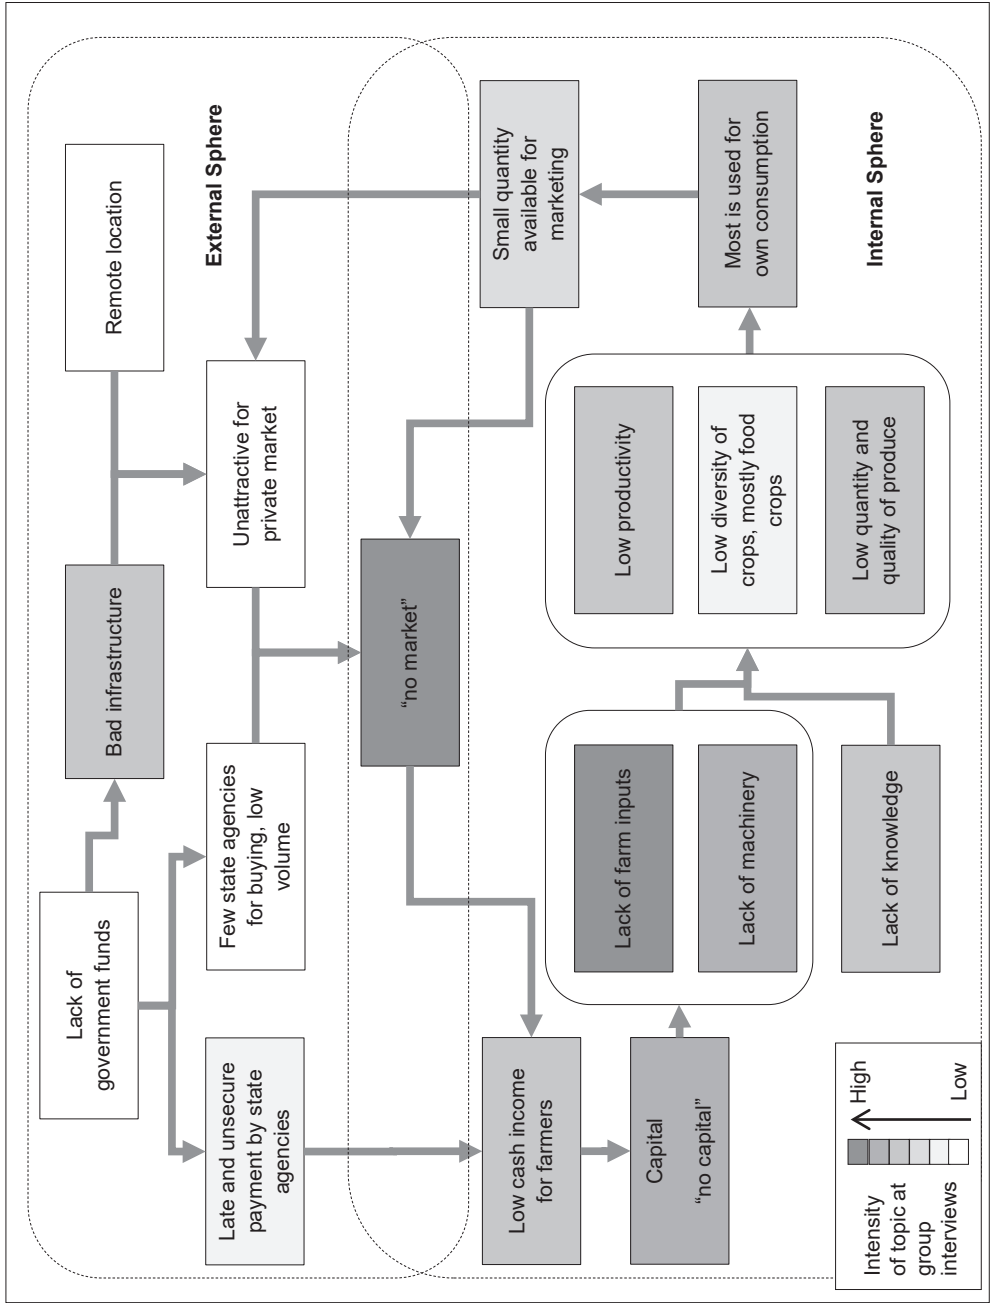 Lack of
government funds
Bad infrastructure
Remote location
External Sphere
Late and unsecure
payment by state
agencies
Few state agencies
for buying, low
volume
Unattractive for
private market
“no market”
Low cash income
for farmers
Small quantity
available for
marketing
Capital
“no capital”
Lack of farm inputs
Lack of machinery
Lack of knowledge
Low productivity
Low diversity of
crops, mostly food
crops
Low quantity and
quality of produce
Most is used for
own consumption
Internal Sphere
Intensity
of topic at
group
interviews
High
Low